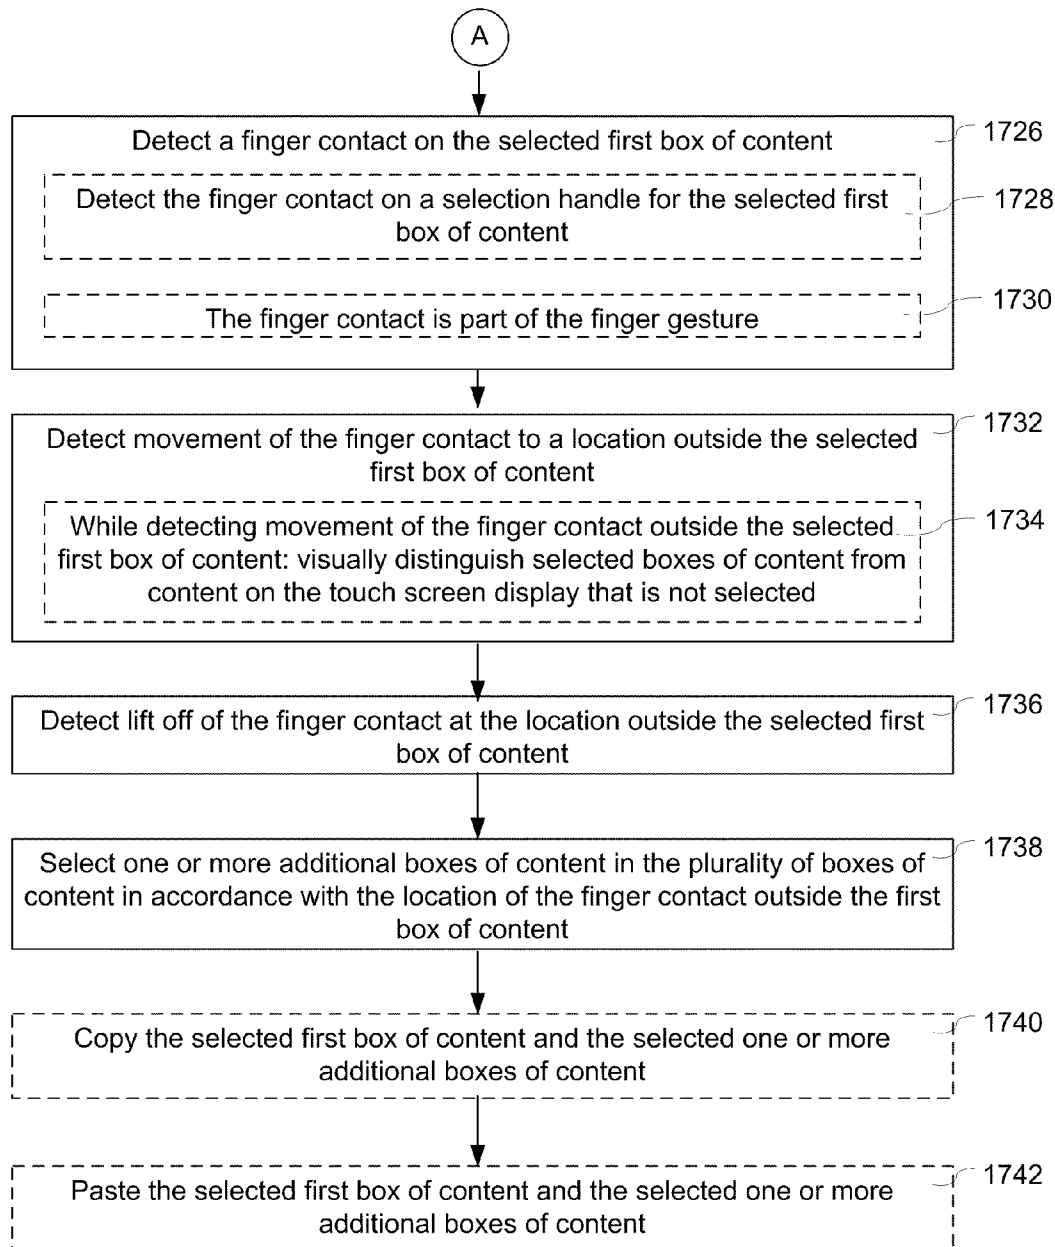 A
Detect a finger contact on the selected first box of content
1726
Detect the finger contact on a selection handle for the selected first
box of content
1728
The finger contact is part of the finger gesture
1730
Detect movement of the finger contact to a location outside the selected
first box of content
1732
While detecting movement of the finger contact outside the selected
first box of content: visually distinguish selected boxes of content from
content on the touch screen display that is not selected
1734
Detect lift off of the finger contact at the location outside the selected first
box of content
1736
Select one or more additional boxes of content in the plurality of boxes of
content in accordance with the location of the finger contact outside the first
box of content
1738
Copy the selected first box of content and the selected one or more
additional boxes of content
1740
Paste the selected first box of content and the selected one or more
additional boxes of content
1742